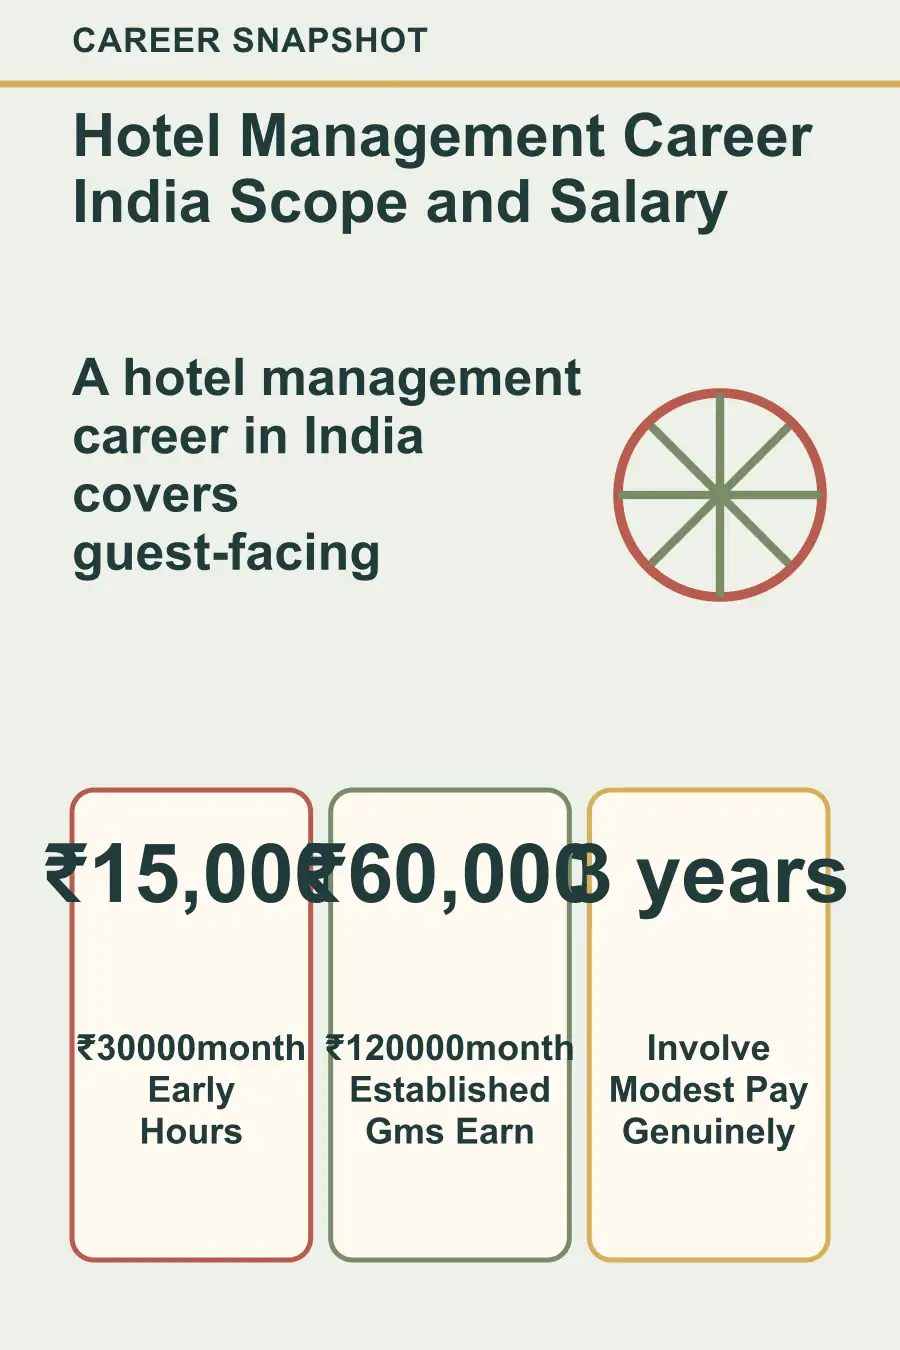 CAREER SNAPSHOT
Hotel Management Career
India Scope and Salary
A hotel management
career in India
covers
guest-facing
₹15,000
₹60,000
3 years
₹30000month
Early
Hours
₹120000month
Established
Gms Earn
Involve
Modest Pay
Genuinely